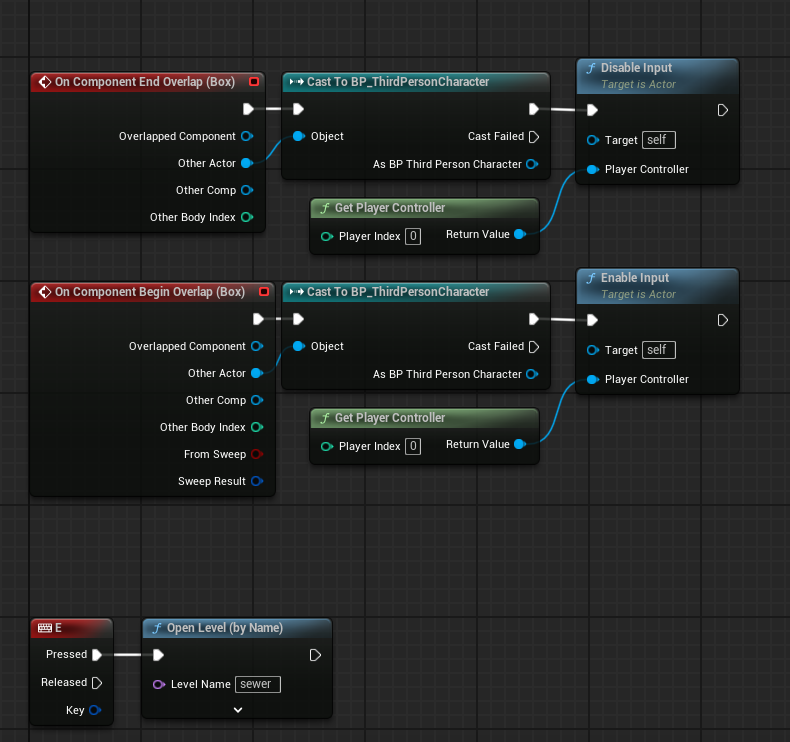 On Component End Overlap (Box)
Overlapped Component
Other Actor
Other Comp
Other Body Index
Cast To BP_ThirdPersonCharacter
Object
Cast Failed
As BP Third Person Character
Disable Input
Target is Actor
Target self
Player Controller
f Get Player Controller
Player Index 0
Return Value
On Component Begin Overlap (Box)
Overlapped Component
Other Actor
Other Comp
Other Body Index
From Sweep
Sweep Result
Cast To BP_ThirdPersonCharacter
Object
Cast Failed
As BP Third Person Character
f Enable Input
Target is Actor
Target self
Player Controller
f Get Player Controller
Player Index 0
Return Value
E
Pressed
Released
Key
f Open Level (by Name)
Level Name sewer